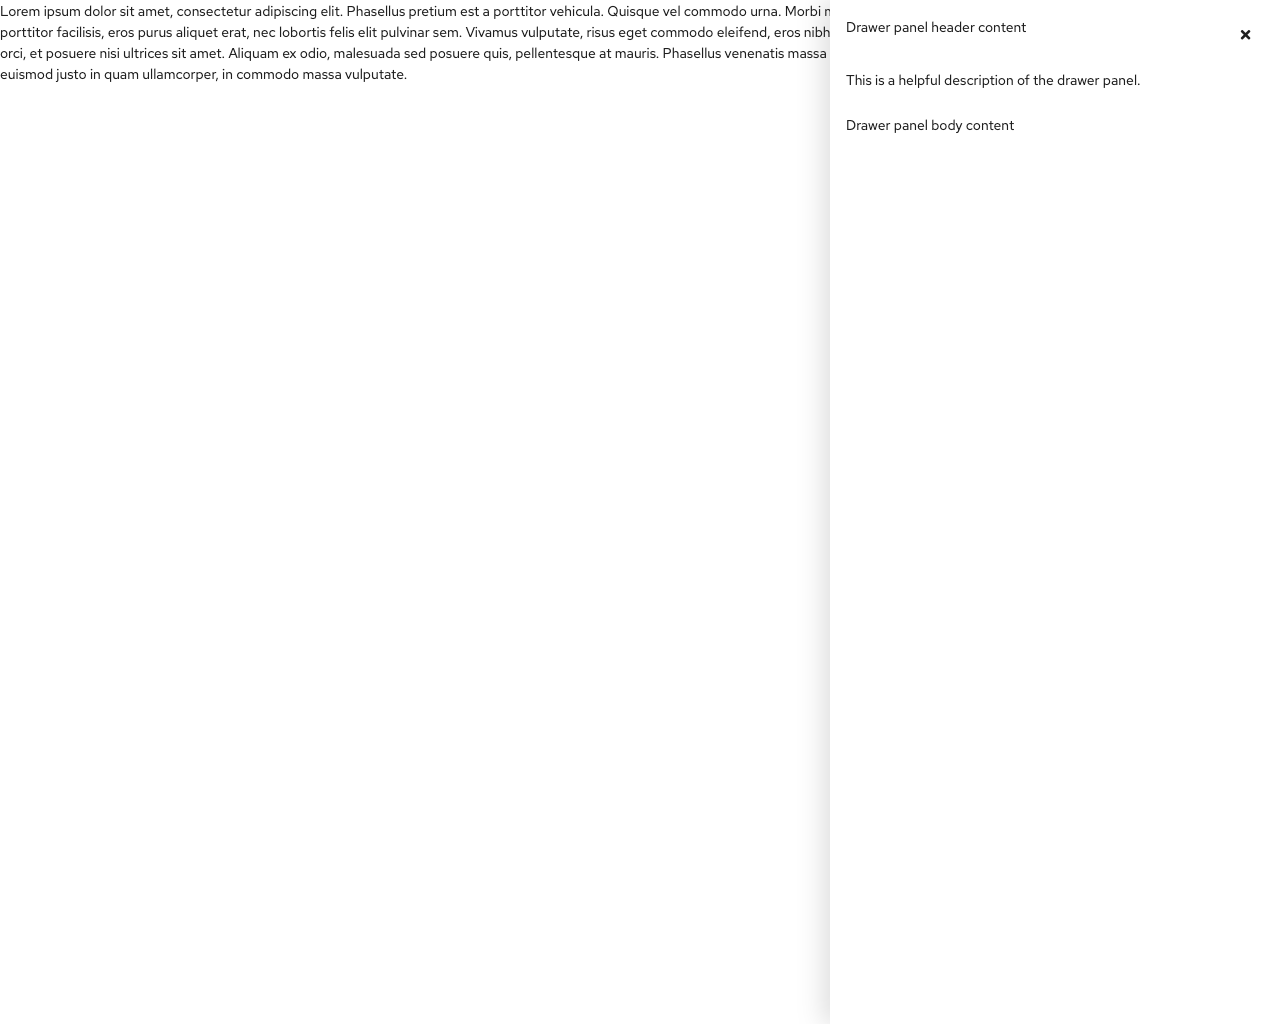 Lorem ipsum dolor sit amet, consectetur adipiscing elit. Phasellus pretium est a porttitor vehicula. Quisque vel commodo urna. Morbi
porttitor facilisis, eros purus aliquet erat, nec lobortis felis elit pulvinar sem. Vivamus vulputate, risus eget commodo eleifend, eros nibh
orci, et posuere nisi ultrices sit amet. Aliquam ex odio, malesuada sed posuere quis, pellentesque at mauris. Phasellus venenatis massa
euismod justo in quam ullamcorper, in commodo massa vulputate.
Drawer panel header content
This is a helpful description of the drawer panel.
Drawer panel body content